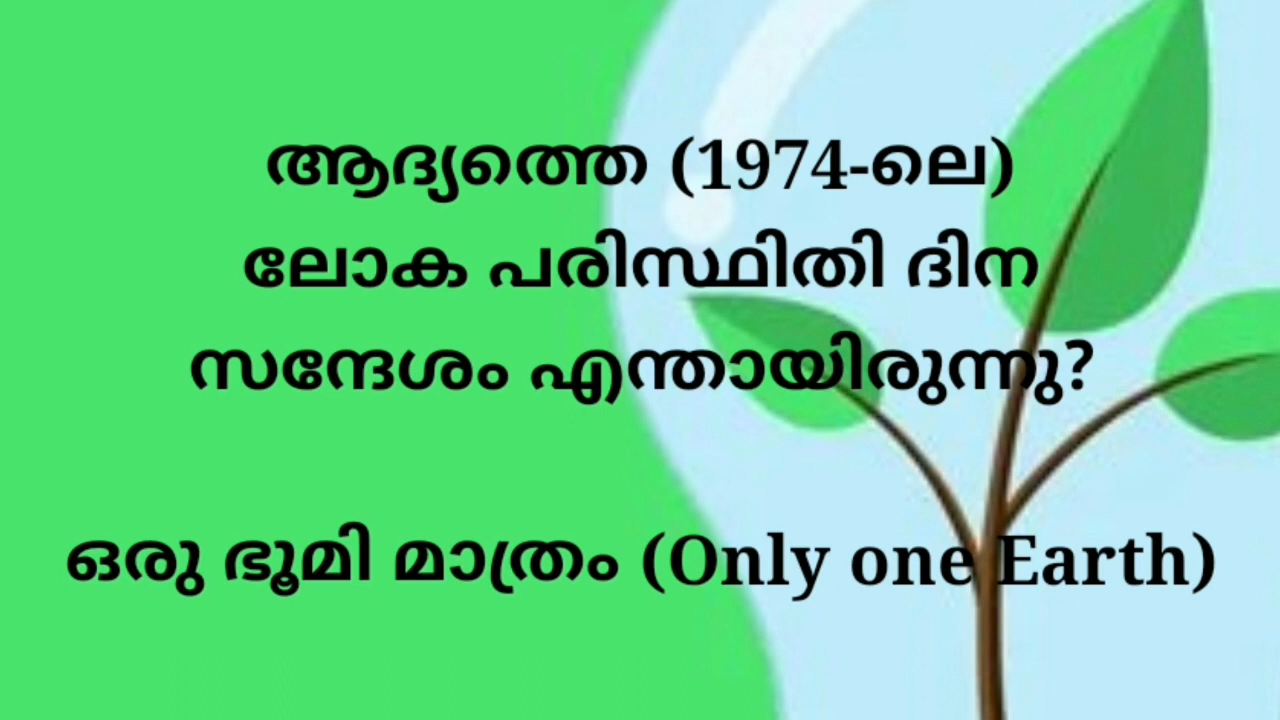 ആദ്യത്തെ (1974-ലെ)
ലോക പരിസ്ഥിതി ദിന
സന്ദേശം എന്തായിരുന്നു?
ഒരു ഭൂമി മാത്രം (Only one Earth)